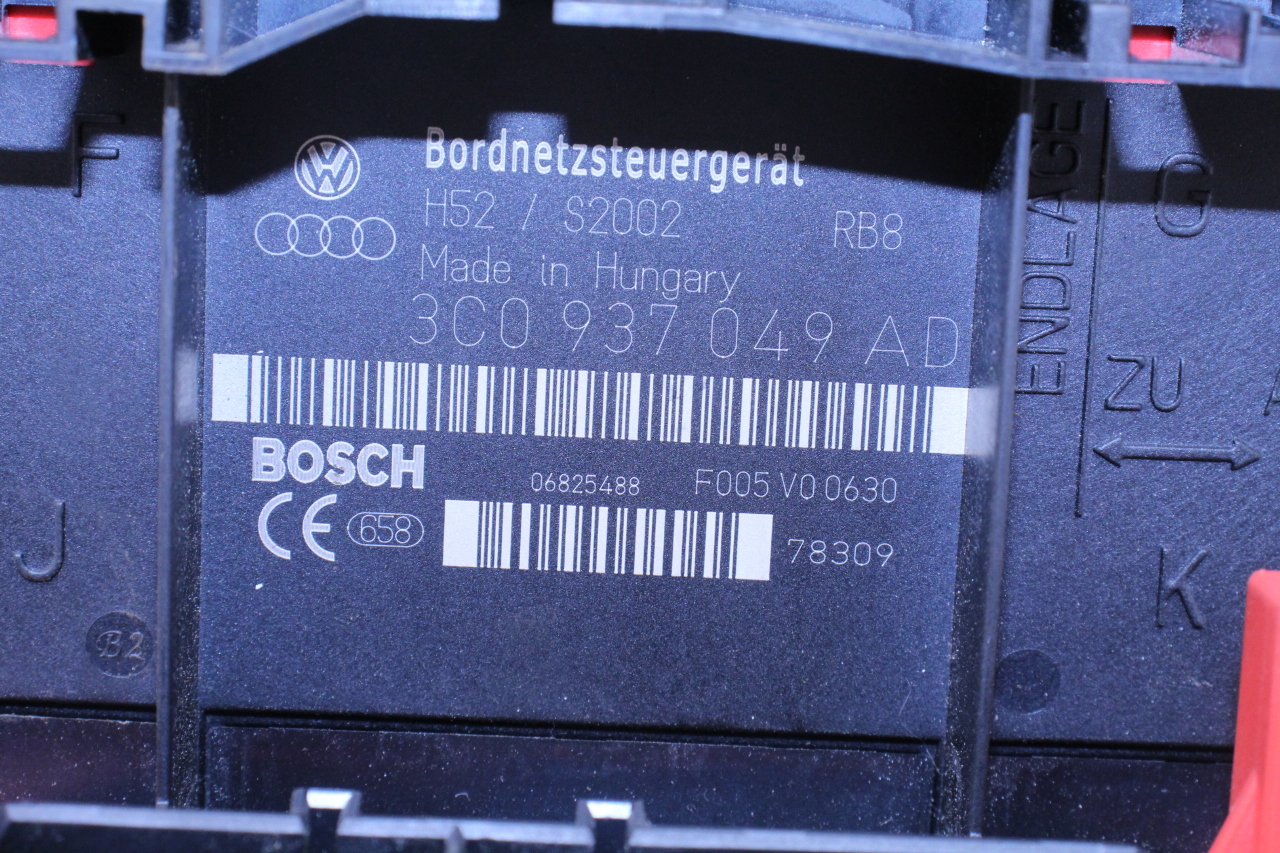 Bordnetzsteuergerät
H52 / S2002 RB8
Made in Hungary
3C0 937 049 AD
BOSCH
06825488 F005 V0 0630
CE 658
78309
F
J
B2
ENDLAGE
G
ZU
K